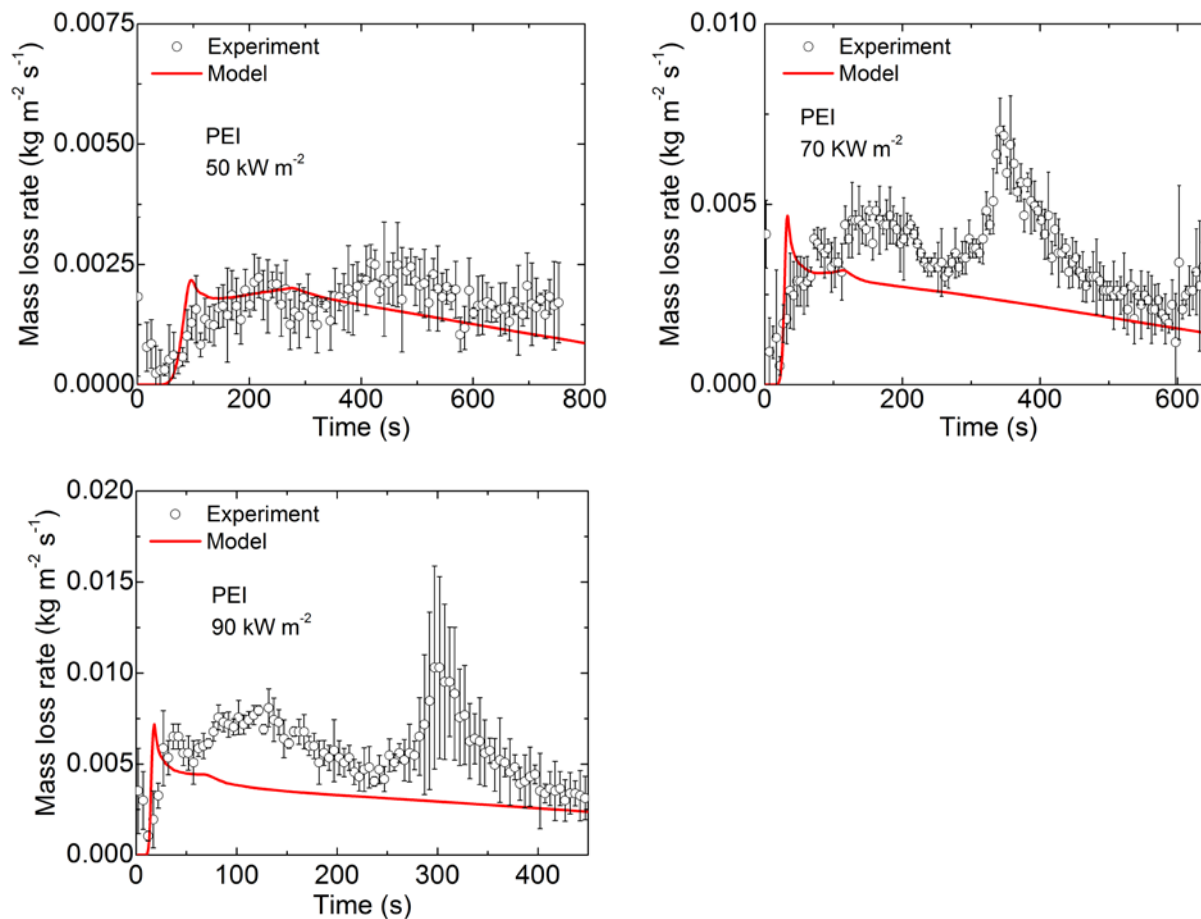 0.0075
0.0050
0.0025
0.0000
Mass loss rate (kg m⁻² s⁻¹)
Experiment
Model
PEI
50 kW m⁻²
0 200 400 600 800
Time (s)
0.010
0.005
0.000
Mass loss rate (kg m⁻² s⁻¹)
Experiment
Model
PEI
70 KW m⁻²
0 200 400 600
Time (s)
0.020
0.015
0.010
0.005
0.000
Mass loss rate (kg m⁻² s⁻¹)
Experiment
Model
PEI
90 kW m⁻²
0 100 200 300 400
Time (s)